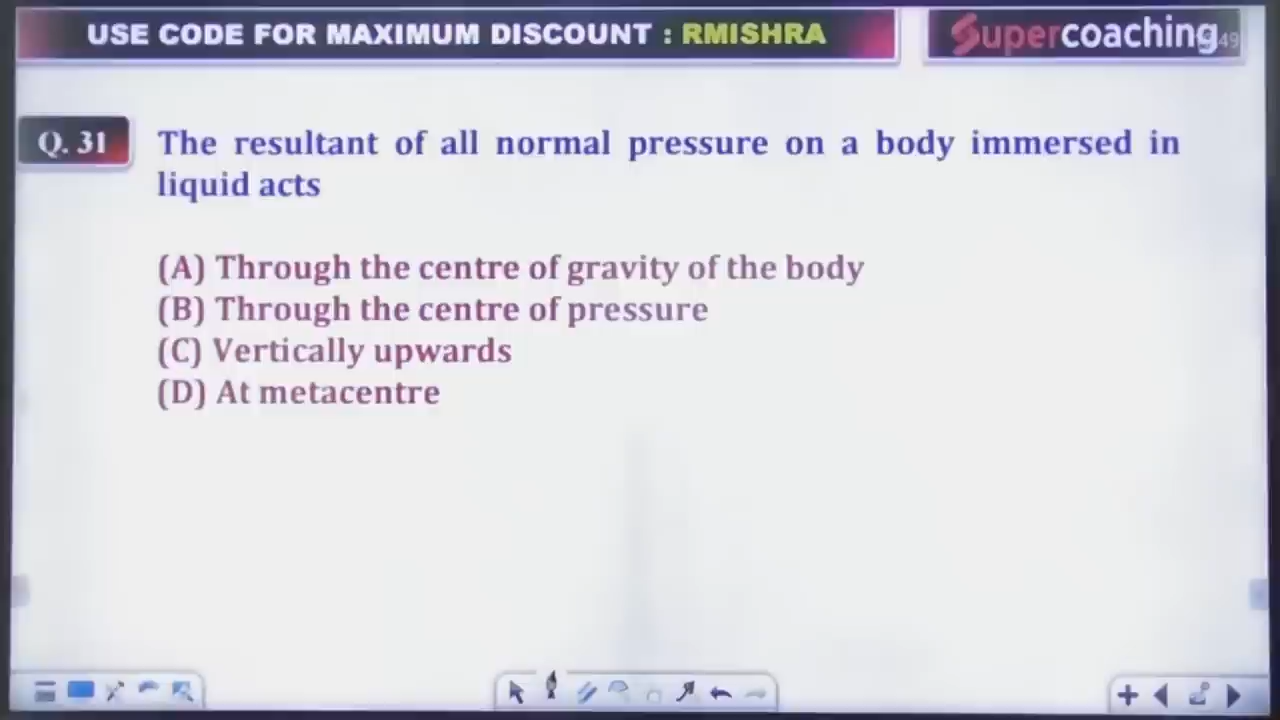 USE CODE FOR MAXIMUM DISCOUNT : RMISHRA
Supercoaching
Q. 31
The resultant of all normal pressure on a body immersed in
liquid acts
(A) Through the centre of gravity of the body
(B) Through the centre of pressure
(C) Vertically upwards
(D) At metacentre